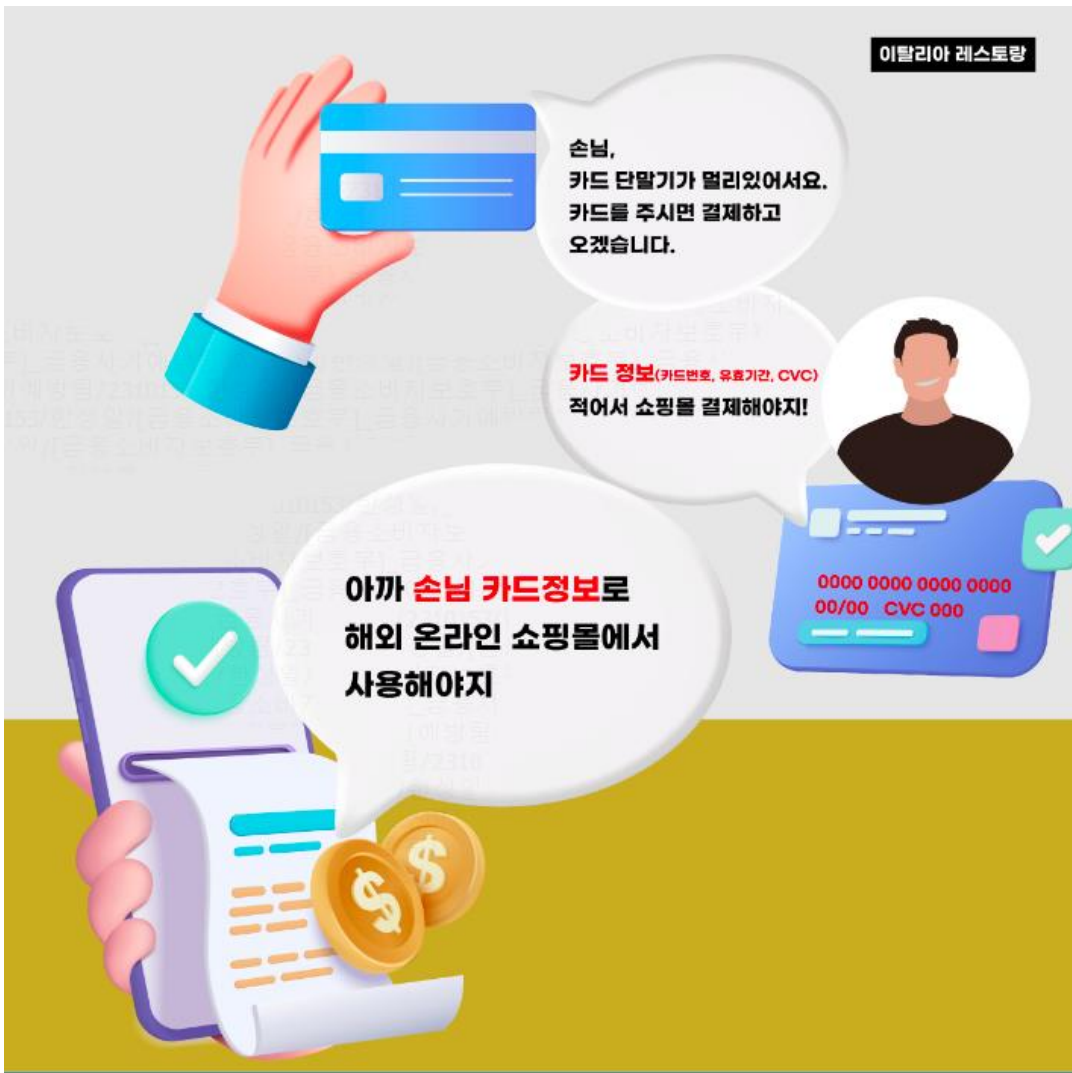 이탈리아 레스토랑
손님,
카드 단말기가 멀리있어서요.
카드를 주시면 결제하고
오겠습니다.
카드 정보(카드번호, 유효기간, CVC)
적어서 쇼핑몰 결제해야지!
0000 0000 0000 0000
00/00 CVC 000
아까 손님 카드정보로
해외 온라인 쇼핑몰에서
사용해야지